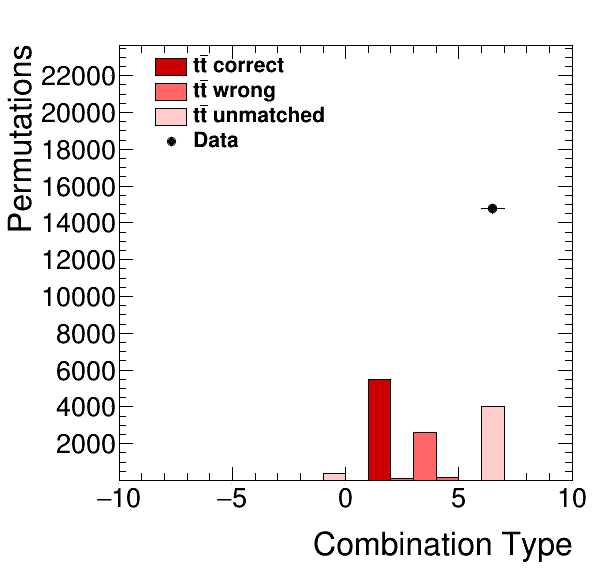 Permutations
22000
20000
18000
16000
14000
12000
10000
8000
6000
4000
2000
tt̄ correct
tt̄ wrong
tt̄ unmatched
Data
−10 −5 0 5 10
Combination Type